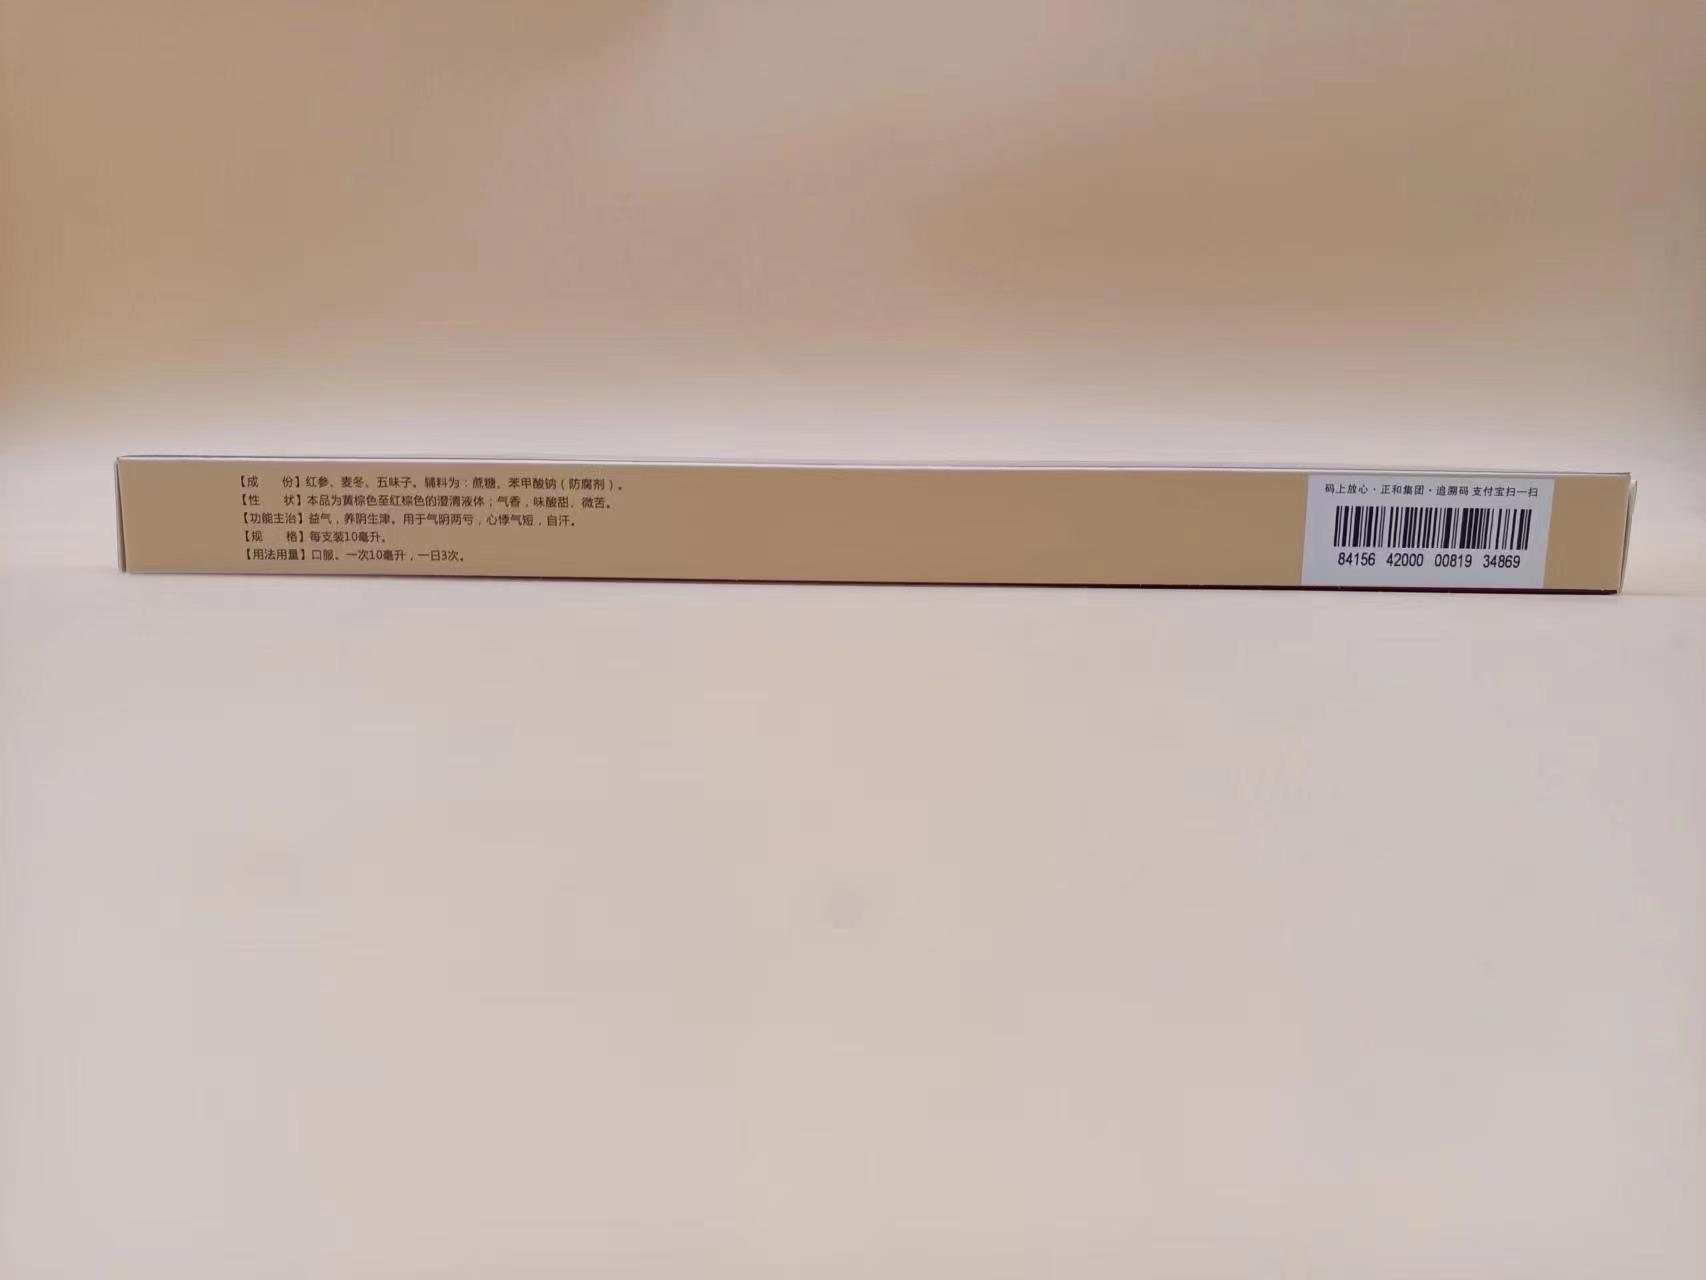 【成　份】红参、麦冬、五味子。辅料为：蔗糖、苯甲酸钠（防腐剂）。
【性　状】本品为黄棕色至红棕色的澄清液体；气香，味酸甜、微苦。
【功能主治】益气，养阴生津。用于气阴两亏，心悸气短，自汗。
【规　格】每支装10毫升。
【用法用量】口服。一次10毫升，一日3次。
码上放心·正和集团·追溯码 支付宝扫一扫
84156 42000 00819 34869